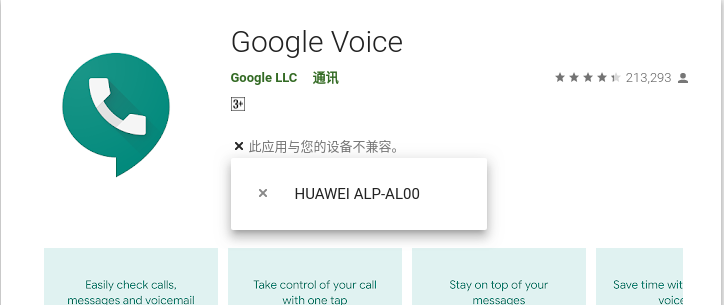 Google Voice
Google LLC 通讯
213,293
3+
此应用与您的设备不兼容。
HUAWEI ALP-AL00
Easily check calls,
messages and voicemail
Take control of your call
with one tap
Stay on top of your
messages
Save time wit
voice